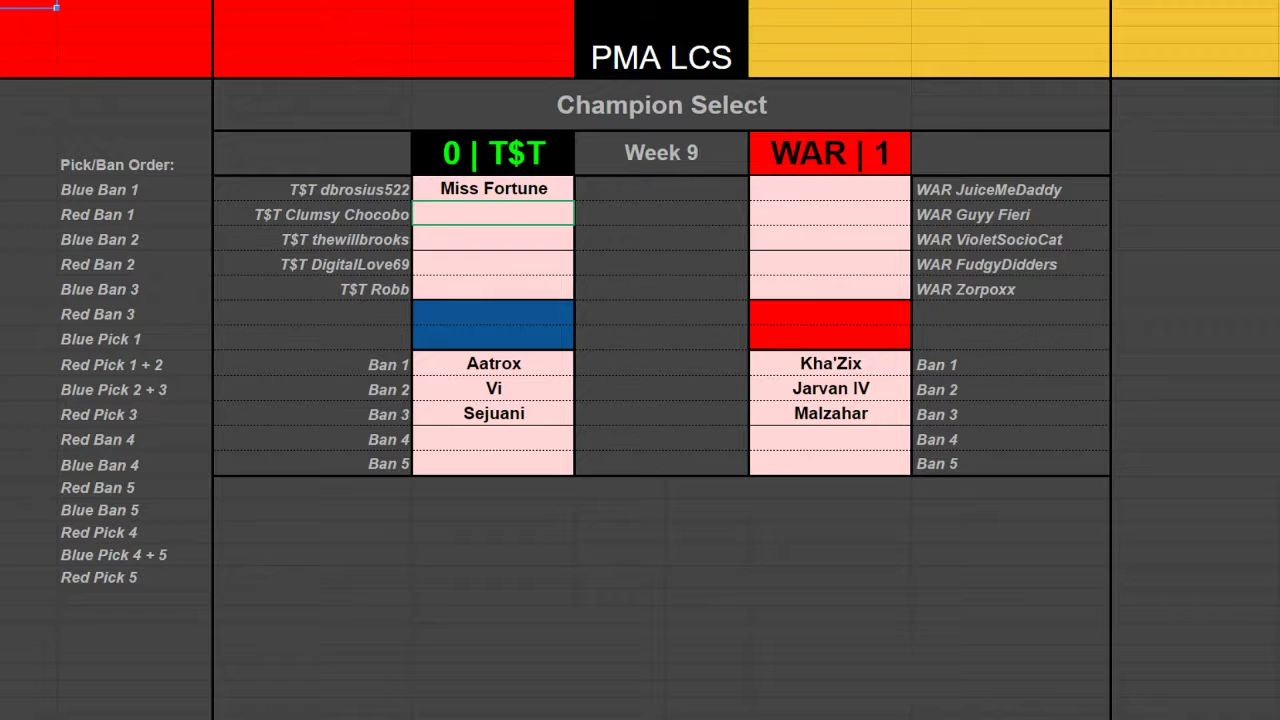 PMA LCS
Champion Select
0 | T$T
Week 9
WAR | 1
Pick/Ban Order:
Blue Ban 1
Red Ban 1
Blue Ban 2
Red Ban 2
Blue Ban 3
Red Ban 3
Blue Pick 1
Red Pick 1 + 2
Blue Pick 2 + 3
Red Pick 3
Red Ban 4
Blue Ban 4
Red Ban 5
Blue Ban 5
Red Pick 4
Blue Pick 4 + 5
Red Pick 5
T$T dbrosius522 Miss Fortune
T$T Clumsy Chocobo
T$T thewillbrooks
T$T DigitalLove69
T$T Robb
WAR JuiceMeDaddy
WAR Guyy Fieri
WAR VioletSocioCat
WAR FudgyDidders
WAR Zorpoxx
Ban 1 Aatrox Kha'Zix Ban 1
Ban 2 Vi Jarvan IV Ban 2
Ban 3 Sejuani Malzahar Ban 3
Ban 4 Ban 4
Ban 5 Ban 5